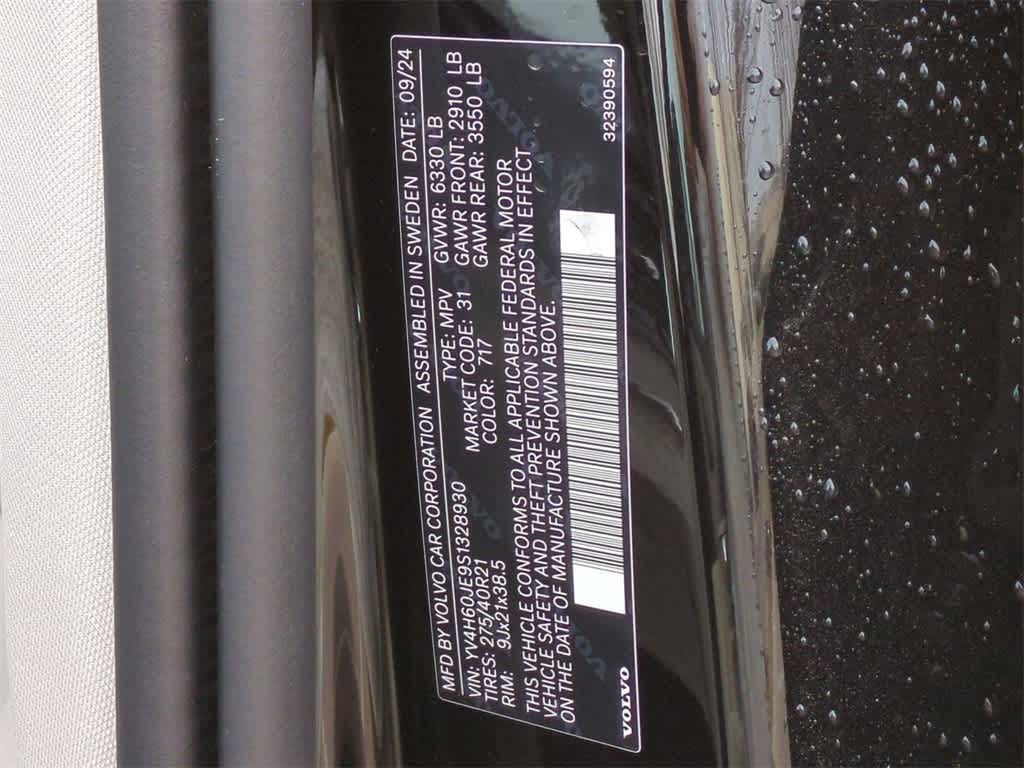 MFD BY VOLVO CAR CORPORATION ASSEMBLED IN SWEDEN DATE: 09/24
VIN: YV4H60JE9S1328930 TYPE: MPV GVWR: 6330 LB
TIRES: 275/40R21 MARKET CODE: 31 GAWR FRONT: 2910 LB
RIM: 9Jx21x38.5 COLOR: 717 GAWR REAR: 3550 LB
THIS VEHICLE CONFORMS TO ALL APPLICABLE FEDERAL MOTOR
VEHICLE SAFETY AND THEFT PREVENTION STANDARDS IN EFFECT
ON THE DATE OF MANUFACTURE SHOWN ABOVE.
VOLVO 32390594